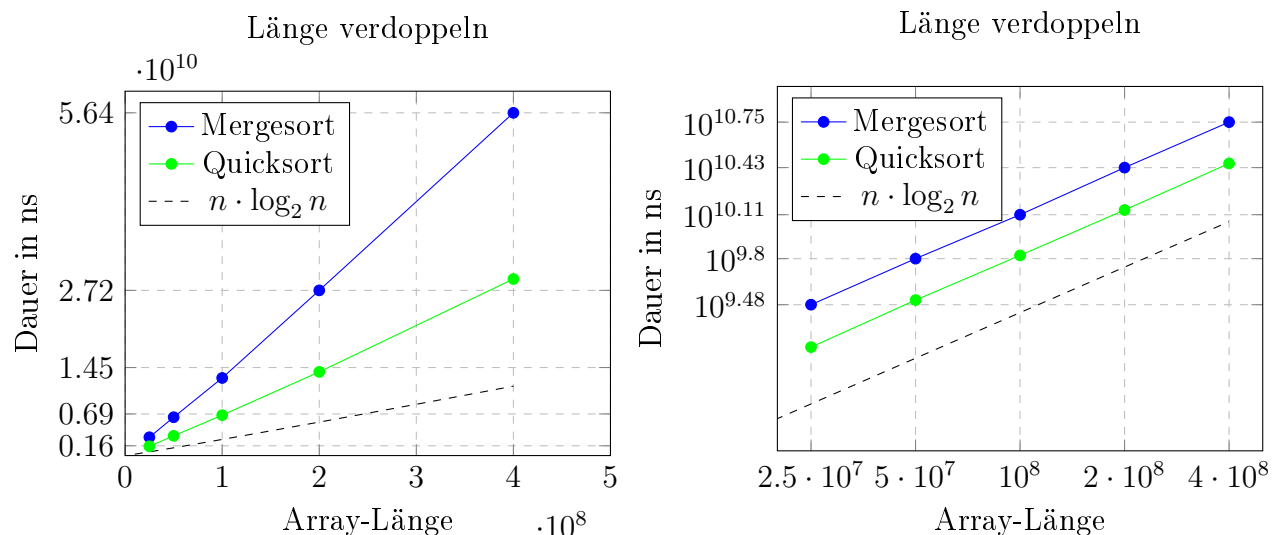 Länge verdoppeln
·10^10
5.64
2.72
1.45
0.69
0.16
Dauer in ns
Mergesort
Quicksort
n · log₂ n
0 1 2 3 4 5
Array-Länge
·10^8
Länge verdoppeln
10^10.75
10^10.43
10^10.11
10^9.8
10^9.48
Dauer in ns
Mergesort
Quicksort
n · log₂ n
2.5 · 10^7 5 · 10^7 10^8 2 · 10^8 4 · 10^8
Array-Länge